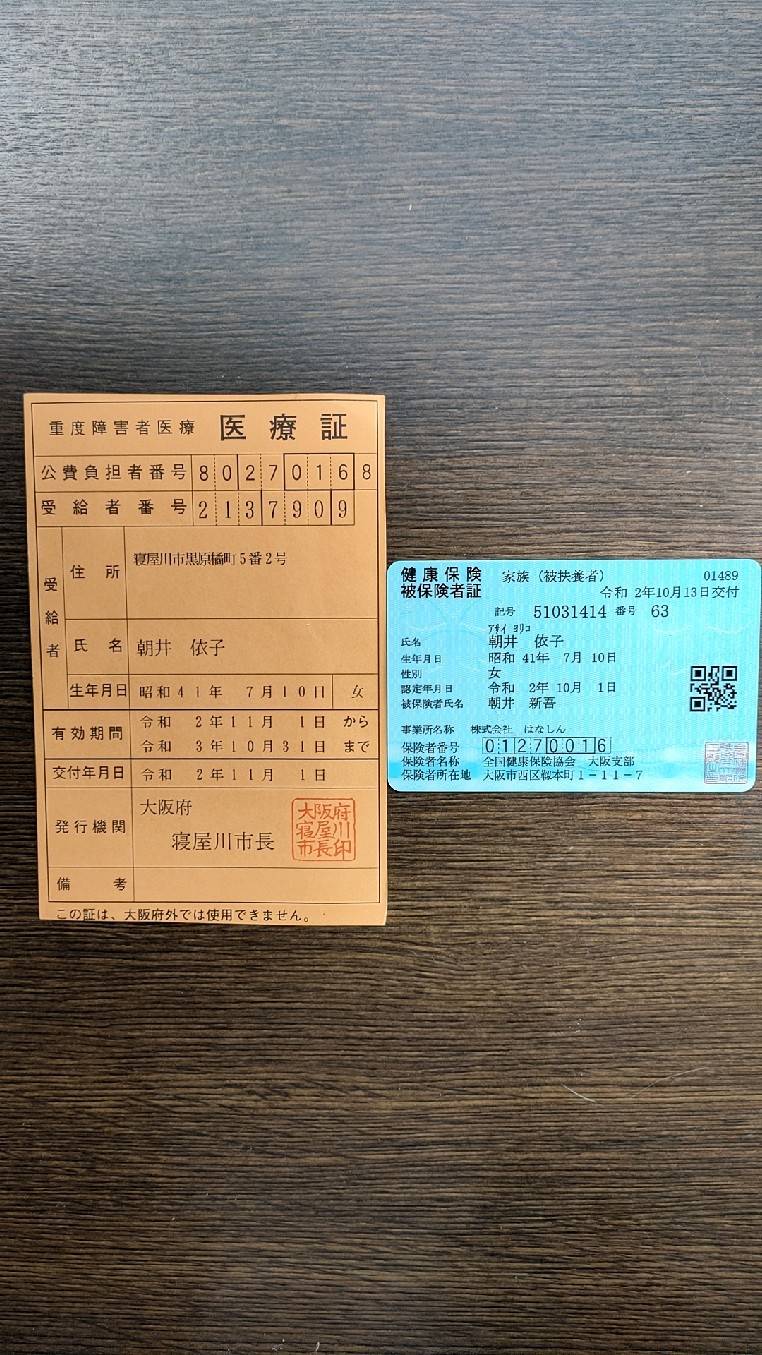 重度障害者医療 医療証
公費負担者番号 80270168
受給者番号 2137909
受給者
住所 寝屋川市黒原橘町5番2号
氏名 朝井 依子
生年月日 昭和41年 7月10日 女
有効期間 令和 2年11月 1日 から
令和 3年10月31日 まで
交付年月日 令和 2年11月 1日
発行機関 大阪府
寝屋川市長
大阪府
寝屋川
市長印
備考
この証は、大阪府外では使用できません。
健康保険 家族(被扶養者) 01489
被保険者証 令和 2年10月13日交付
記号 51031414 番号 63
ｱｻｲ ﾖﾘｺ
氏名 朝井 依子
生年月日 昭和 41年 7月 10日
性別 女
認定年月日 令和 2年 10月 1日
被保険者氏名 朝井 新吾
事業所名称 株式会社 はなしん
保険者番号 01270016
保険者名称 全国健康保険協会 大阪支部
保険者所在地 大阪市西区靱本町1-11-7